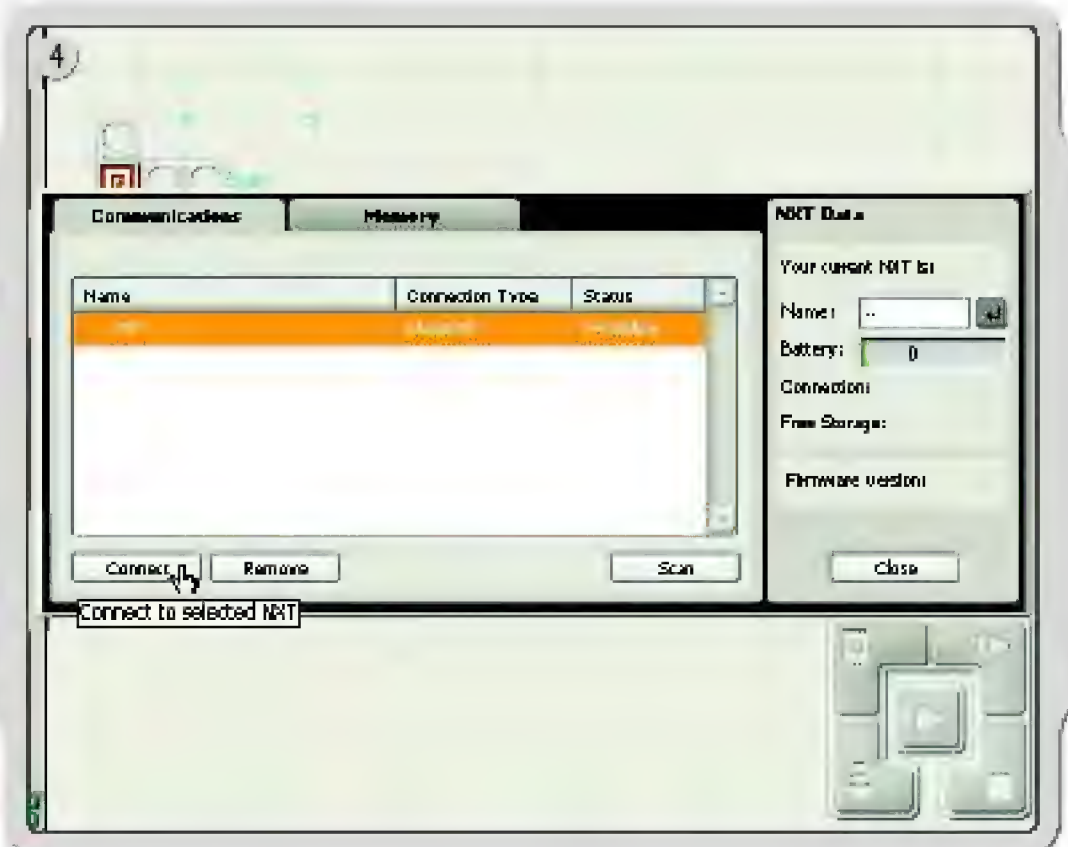 4
Communications
Memory
NXT Data
Your current NXT is:
Name
Connection Type
Status
Name:
--
Battery:
0
Connection:
Free Storage:
Firmware version:
Connect
Remove
Scan
Close
Connect to selected NXT